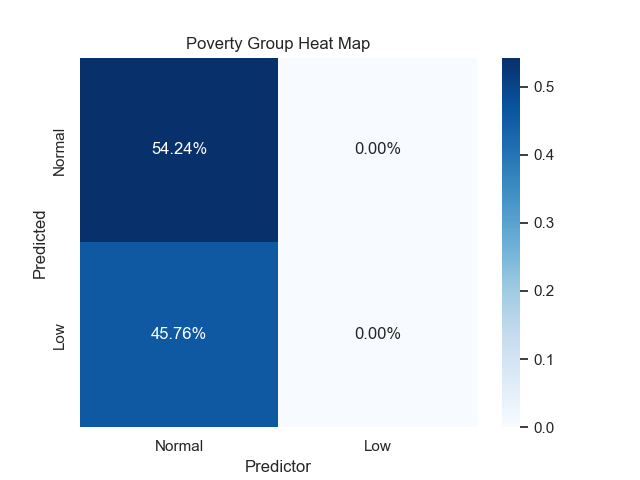 Poverty Group Heat Map
Normal
Low
Predicted
54.24%
0.00%
45.76%
0.00%
Normal
Low
Predictor
0.5
0.4
0.3
0.2
0.1
0.0